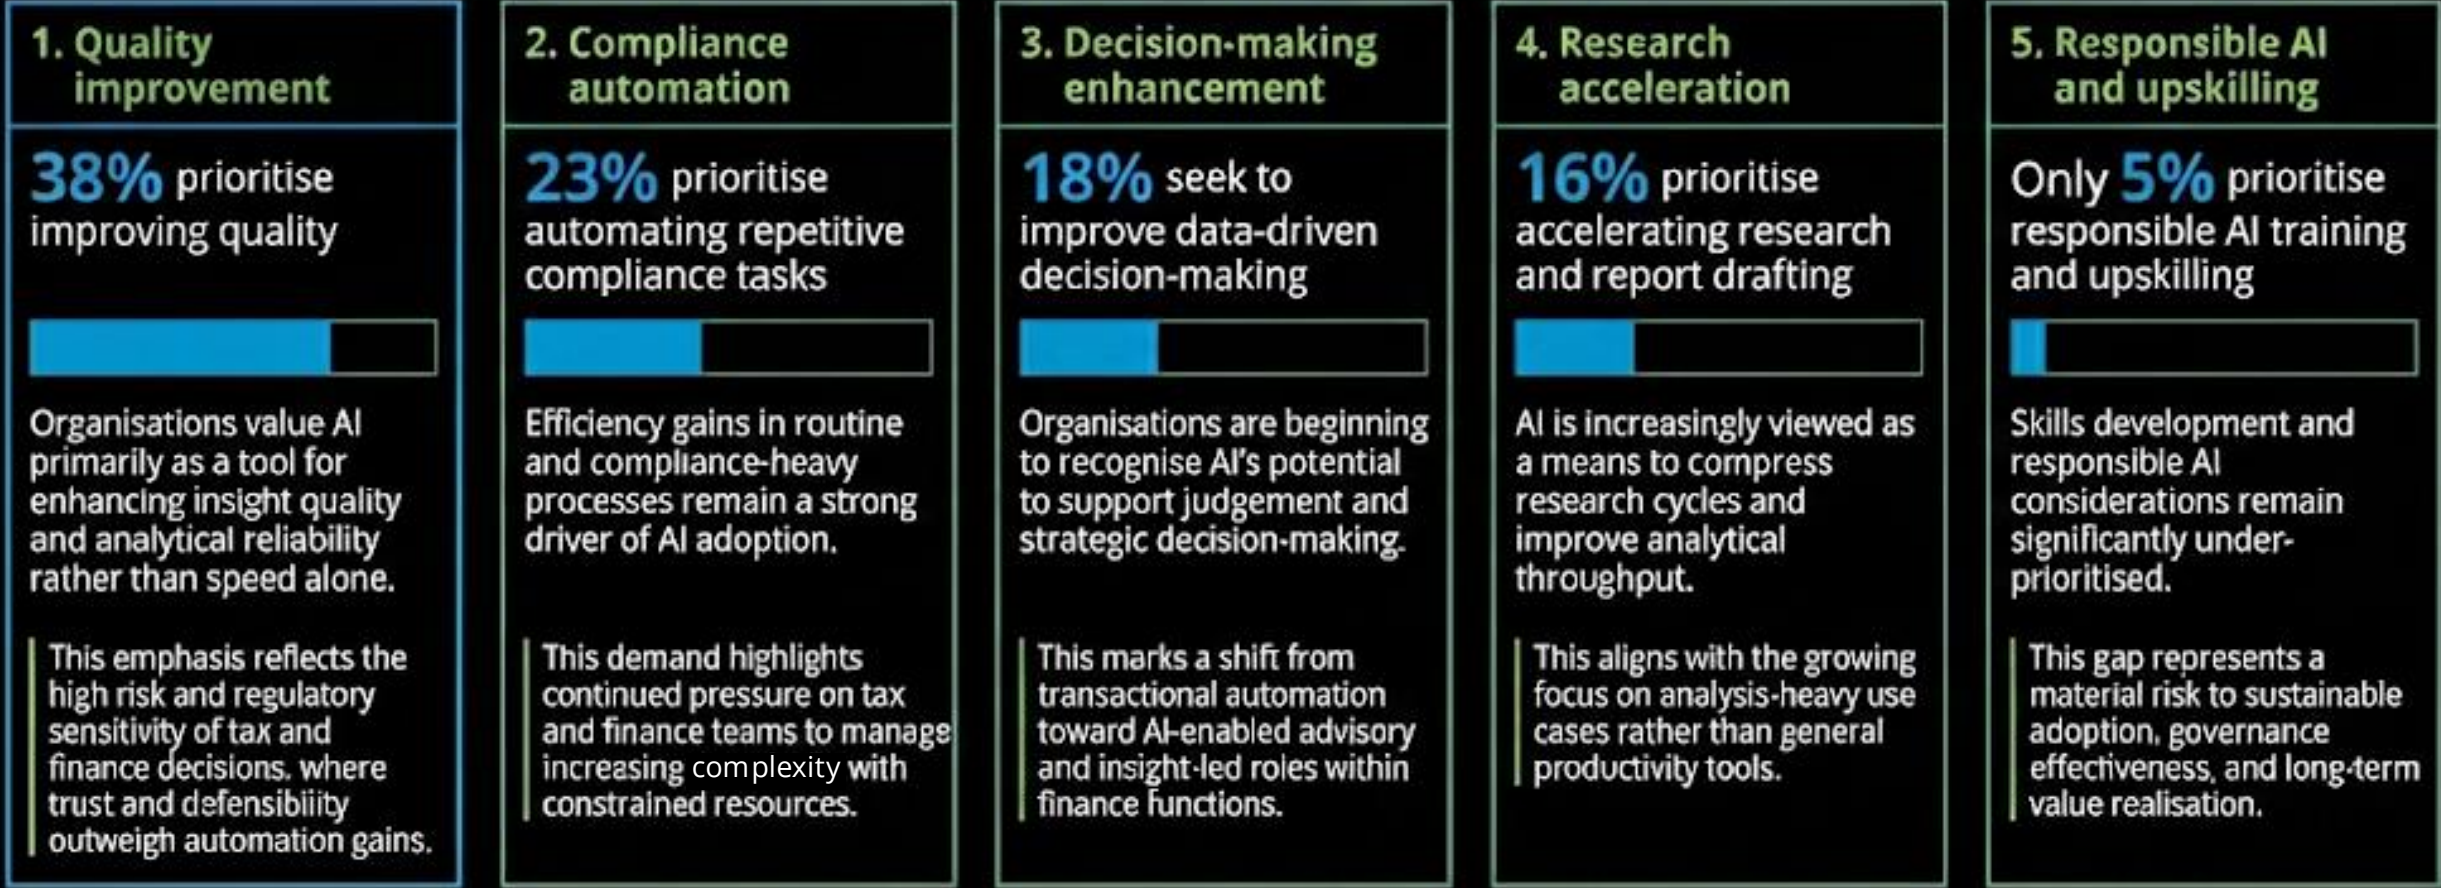 1. Quality
improvement
38% prioritise
improving quality
Organisations value AI
primarily as a tool for
enhancing insight quality
and analytical reliability
rather than speed alone.
This emphasis reflects the
high risk and regulatory
sensitivity of tax and
finance decisions, where
trust and defensibility
outweigh automation gains.
2. Compliance
automation
23% prioritise
automating repetitive
compliance tasks
Efficiency gains in routine
and compliance-heavy
processes remain a strong
driver of AI adoption.
This demand highlights
continued pressure on tax
and finance teams to manage
increasing complexity with
constrained resources.
3. Decision-making
enhancement
18% seek to
improve data-driven
decision-making
Organisations are beginning
to recognise AI's potential
to support judgement and
strategic decision-making.
This marks a shift from
transactional automation
toward AI-enabled advisory
and insight-led roles within
finance functions.
4. Research
acceleration
16% prioritise
accelerating research
and report drafting
AI is increasingly viewed as
a means to compress
research cycles and
improve analytical
throughput.
This aligns with the growing
focus on analysis-heavy use
cases rather than general
productivity tools.
5. Responsible AI
and upskilling
Only 5% prioritise
responsible AI training
and upskilling
Skills development and
responsible AI
considerations remain
significantly under-
prioritised.
This gap represents a
material risk to sustainable
adoption, governance
effectiveness, and long-term
value realisation.